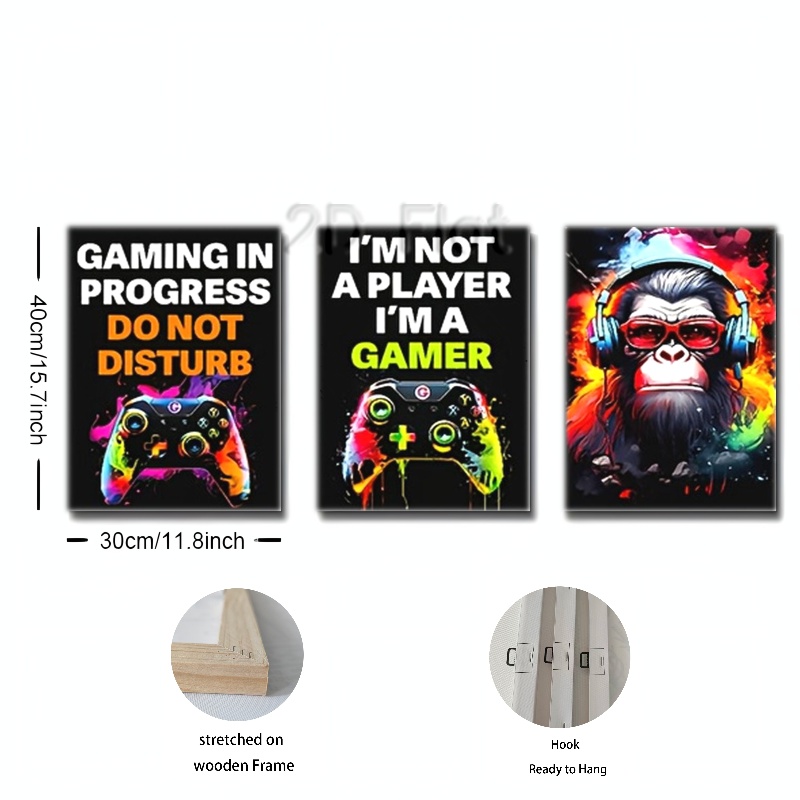 2D Flat
GAMING IN
PROGRESS
DO NOT
DISTURB
G
I'M NOT
A PLAYER
I'M A
GAMER
G
40cm/15.7inch
30cm/11.8inch
stretched on
wooden Frame
Hook
Ready to Hang